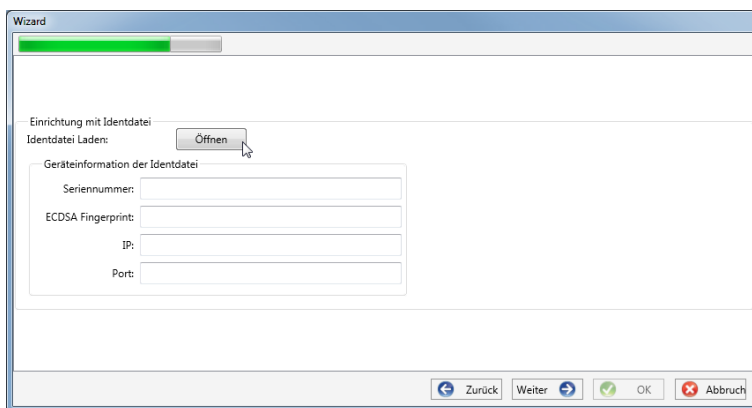 Wizard
Einrichtung mit Identdatei
Identdatei Laden: Öffnen
Geräteinformation der Identdatei
Seriennummer:
ECDSA Fingerprint:
IP:
Port:
Zurück Weiter OK Abbruch